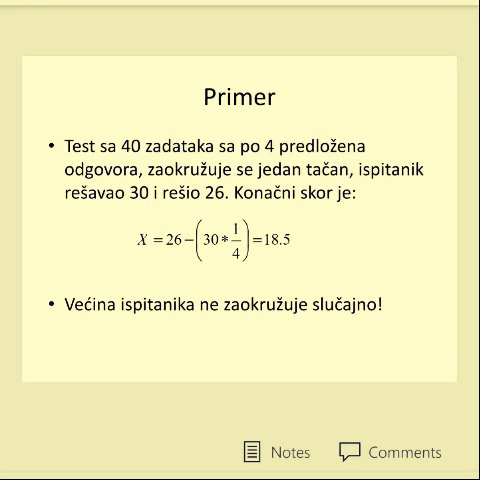 Primer
• Test sa 40 zadataka sa po 4 predložena
odgovora, zaokružuje se jedan tačan, ispitanik
rešavao 30 i rešio 26. Konačni skor je:
X = 26 − (30 * 1/4) = 18.5
• Većina ispitanika ne zaokružuje slučajno!
Notes Comments